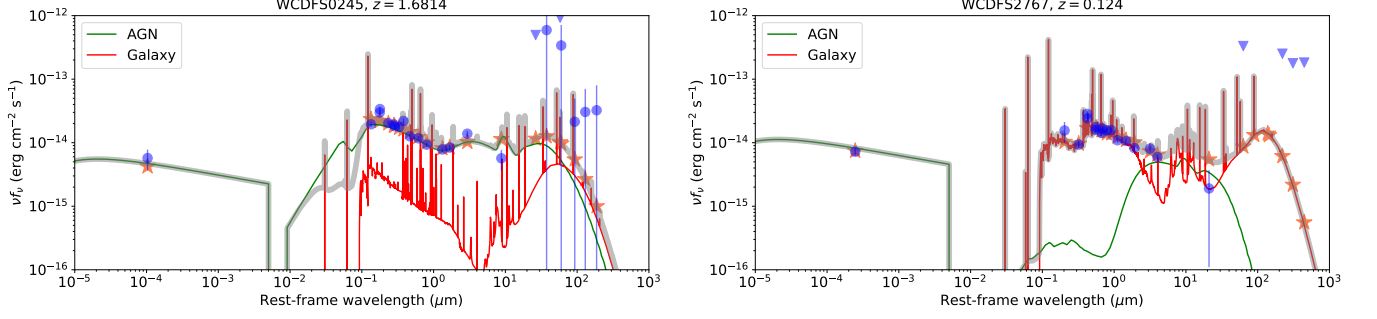 WCDFS0245, z = 1.6814
AGN
Galaxy
10⁻¹²
10⁻¹³
10⁻¹⁴
10⁻¹⁵
10⁻¹⁶
νfᵥ (erg cm⁻² s⁻¹)
10⁻⁵ 10⁻⁴ 10⁻³ 10⁻² 10⁻¹ 10⁰ 10¹ 10² 10³
Rest-frame wavelength (μm)
WCDFS2767, z = 0.124
AGN
Galaxy
10⁻¹²
10⁻¹³
10⁻¹⁴
10⁻¹⁵
10⁻¹⁶
νfᵥ (erg cm⁻² s⁻¹)
10⁻⁵ 10⁻⁴ 10⁻³ 10⁻² 10⁻¹ 10⁰ 10¹ 10² 10³
Rest-frame wavelength (μm)